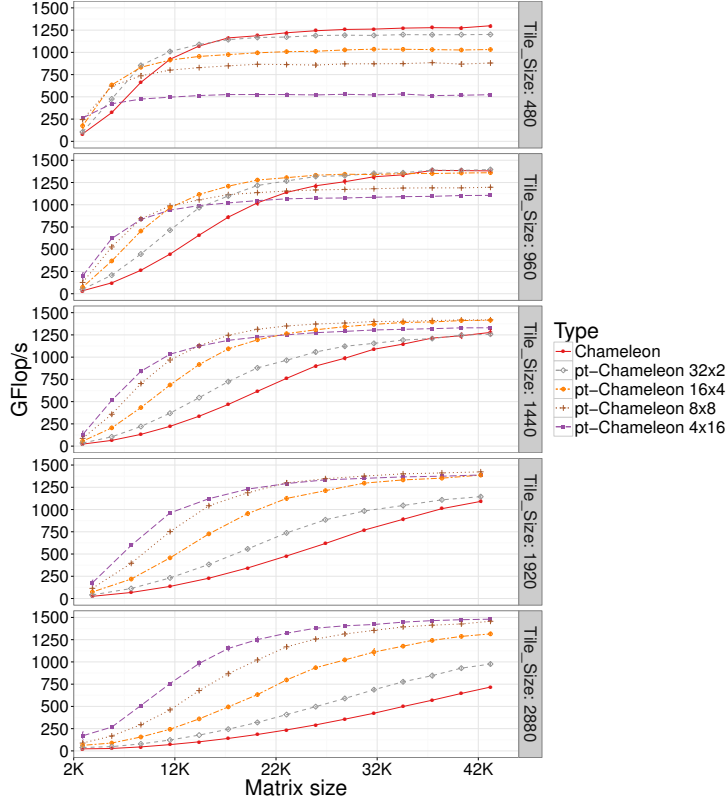 1500
1250
1000
750
500
250
0
Tile_Size: 480
1500
1250
1000
750
500
250
0
Tile_Size: 960
1500
1250
1000
750
500
250
0
Tile_Size: 1440
1500
1250
1000
750
500
250
0
Tile_Size: 1920
1500
1250
1000
750
500
250
0
Tile_Size: 2880
GFlop/s
2K 12K 22K 32K 42K
Matrix size
Type
Chameleon
pt−Chameleon 32x2
pt−Chameleon 16x4
pt−Chameleon 8x8
pt−Chameleon 4x16